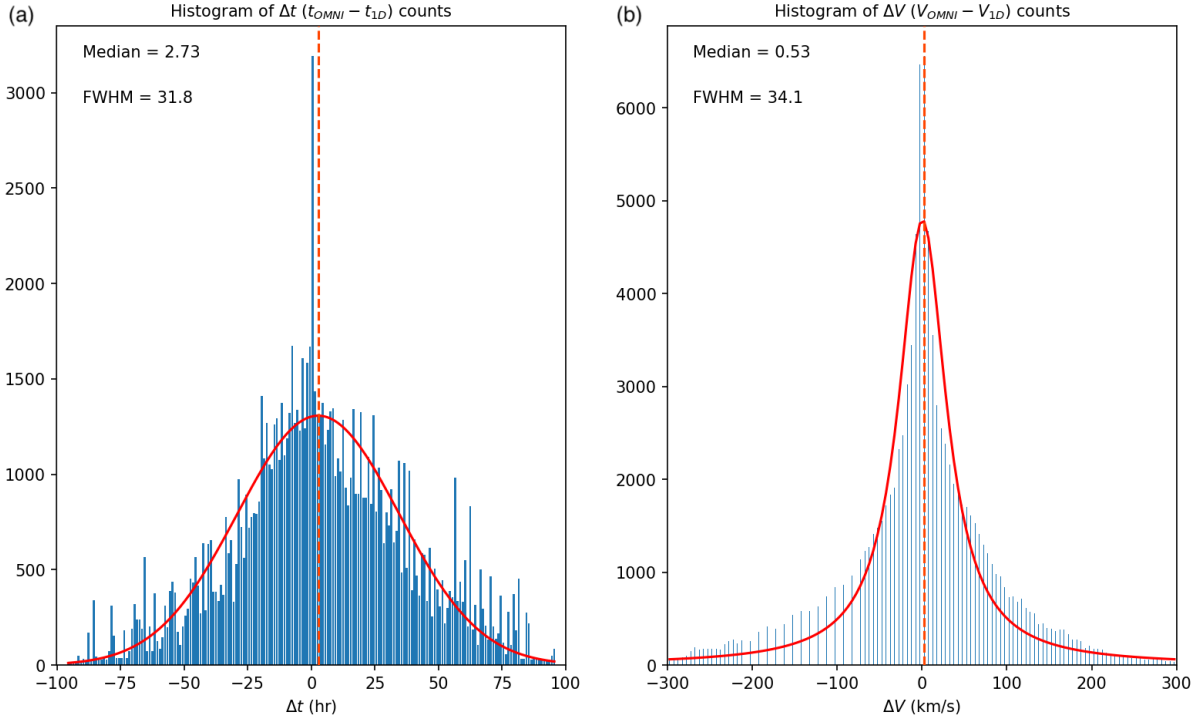 (a)
Histogram of Δt (t_OMNI − t_1D) counts
Median = 2.73
FWHM = 31.8
3000
2500
2000
1500
1000
500
0
−100 −75 −50 −25 0 25 50 75 100
Δt (hr)
(b)
Histogram of ΔV (V_OMNI − V_1D) counts
Median = 0.53
FWHM = 34.1
6000
5000
4000
3000
2000
1000
0
−300 −200 −100 0 100 200 300
ΔV (km/s)